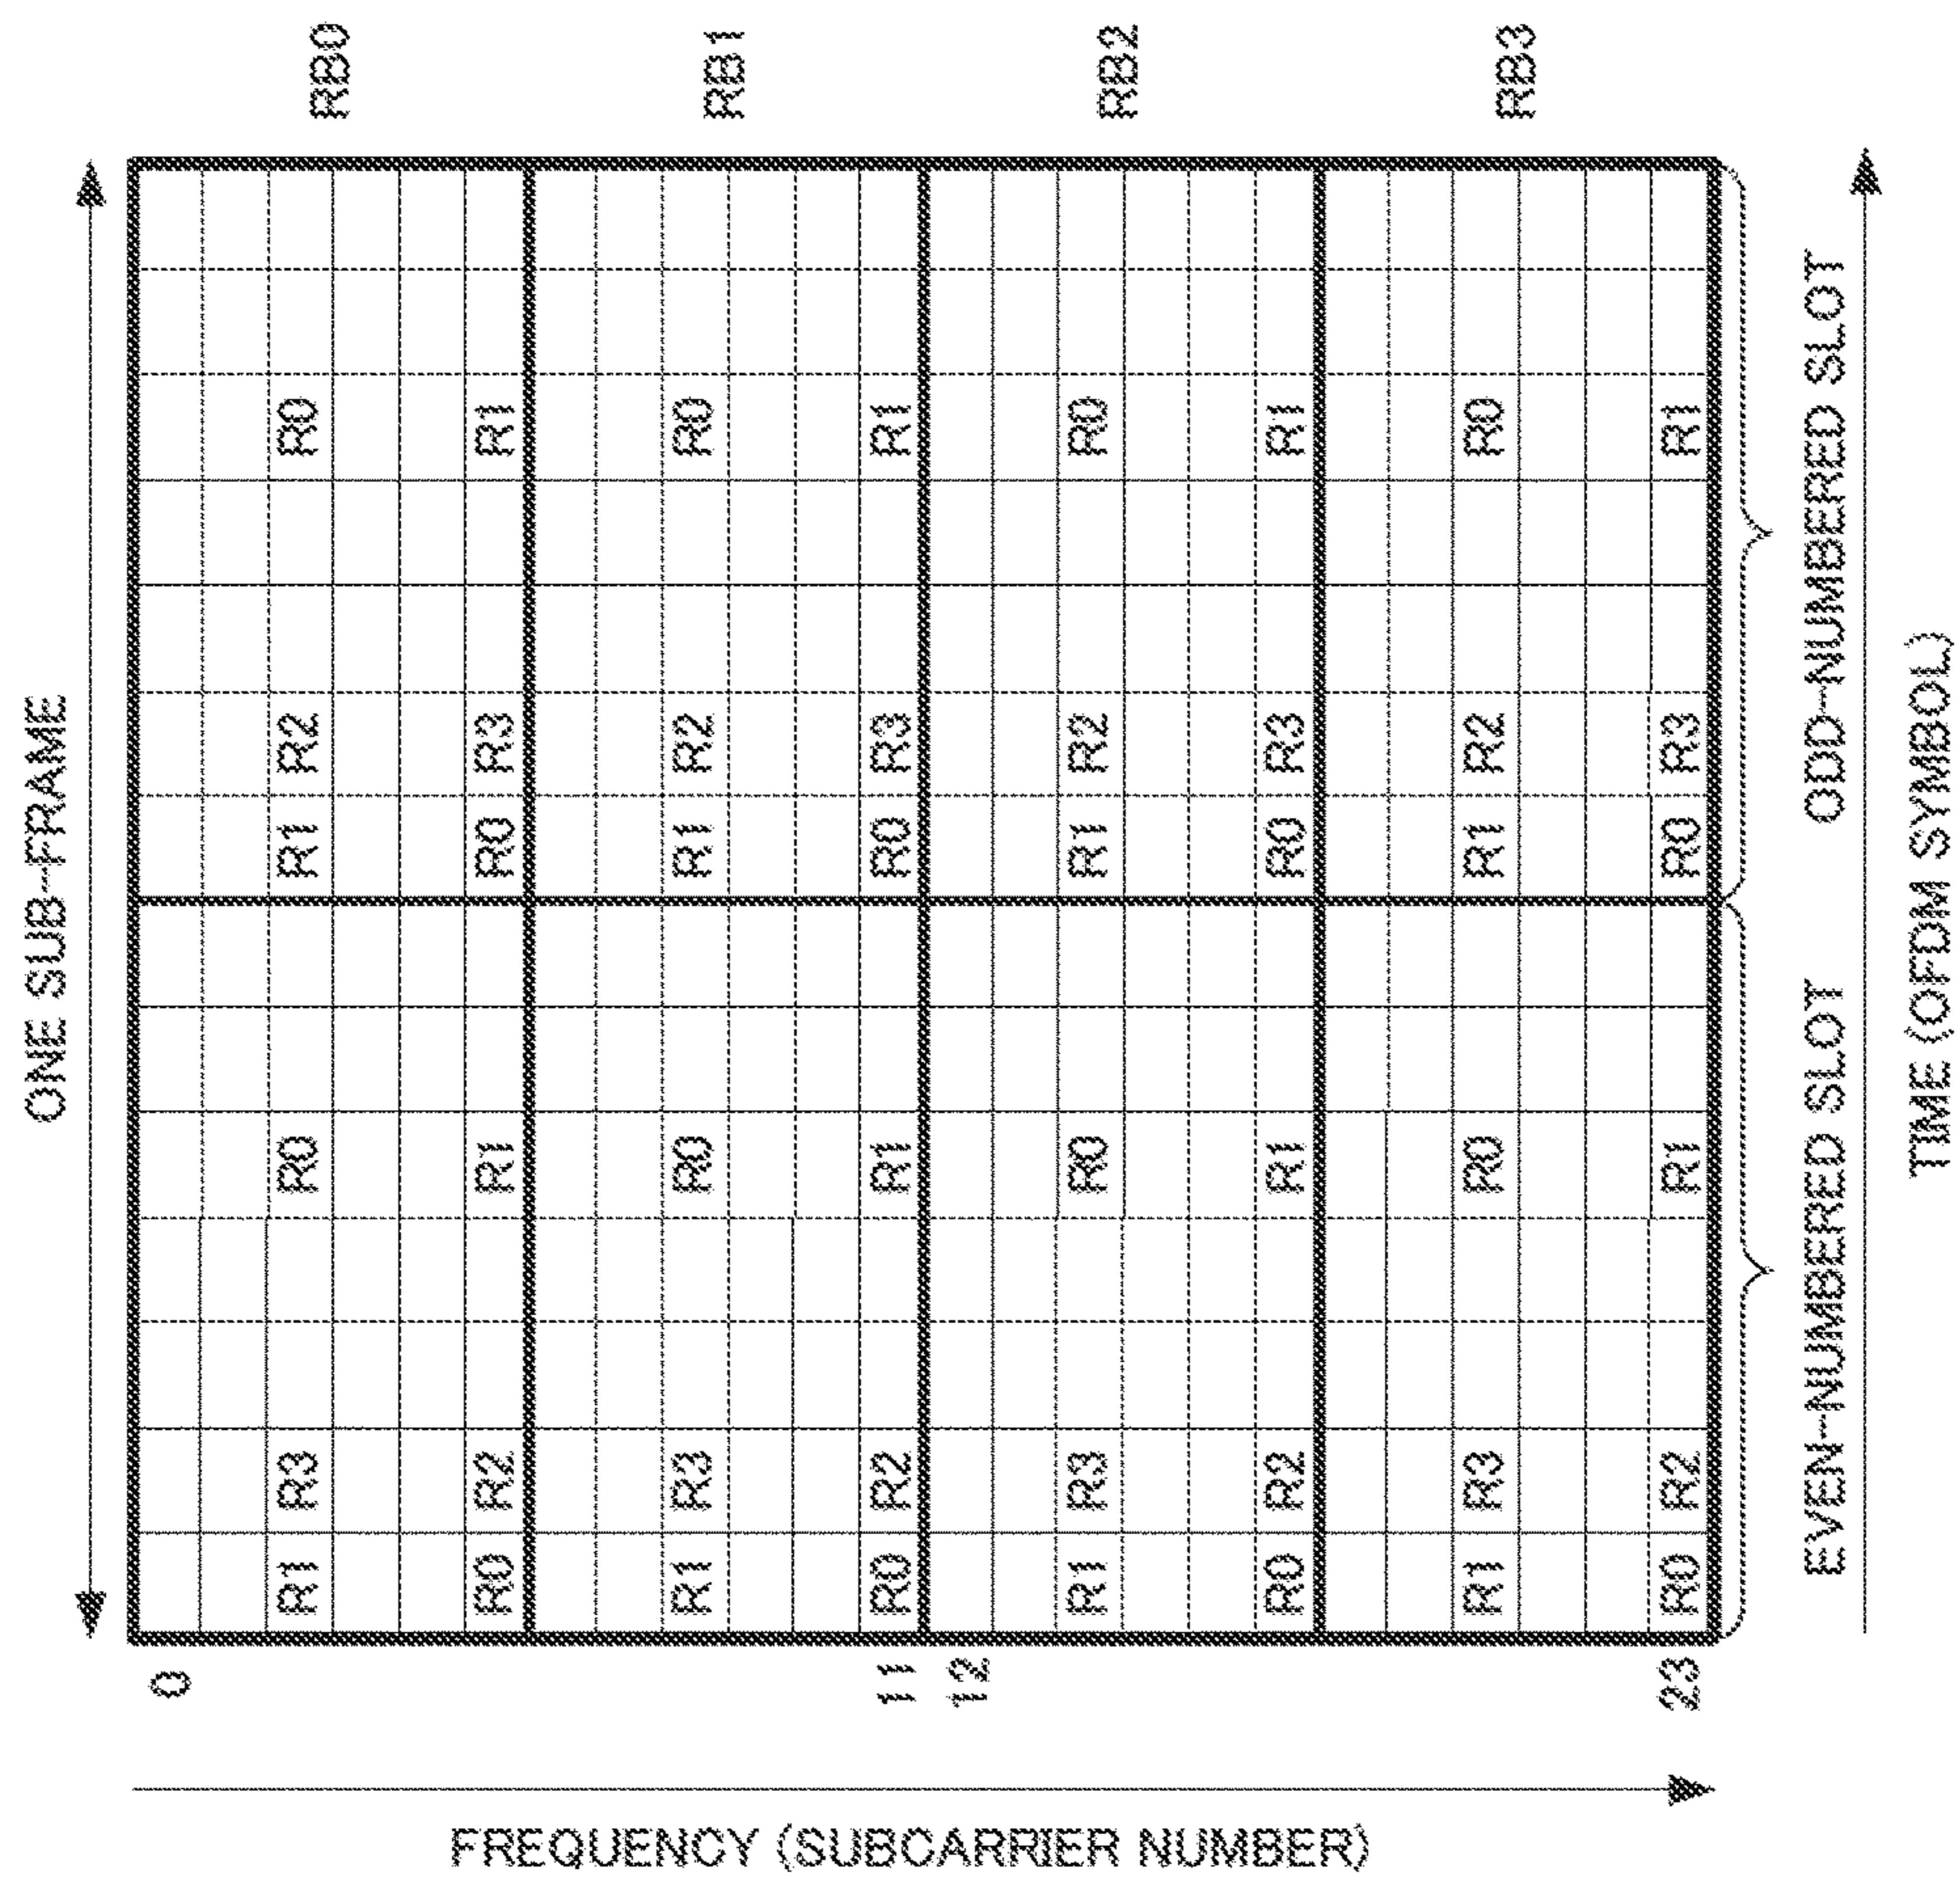 ONE SUB-FRAME
0
R1 R3 R0 R1 R2 R0
RB0
R0 R2 R1 R0 R3 R1
R1 R3 R0 R1 R2 R0
RB1
11 R0 R2 R1 R0 R3 R1
12
R1 R3 R0 R1 R2 R0
RB2
R0 R2 R1 R0 R3 R1
R1 R3 R0 R1 R2 R0
RB3
23 R0 R2 R1 R0 R3 R1
EVEN-NUMBERED SLOT ODD-NUMBERED SLOT
TIME (OFDM SYMBOL)
FREQUENCY (SUBCARRIER NUMBER)